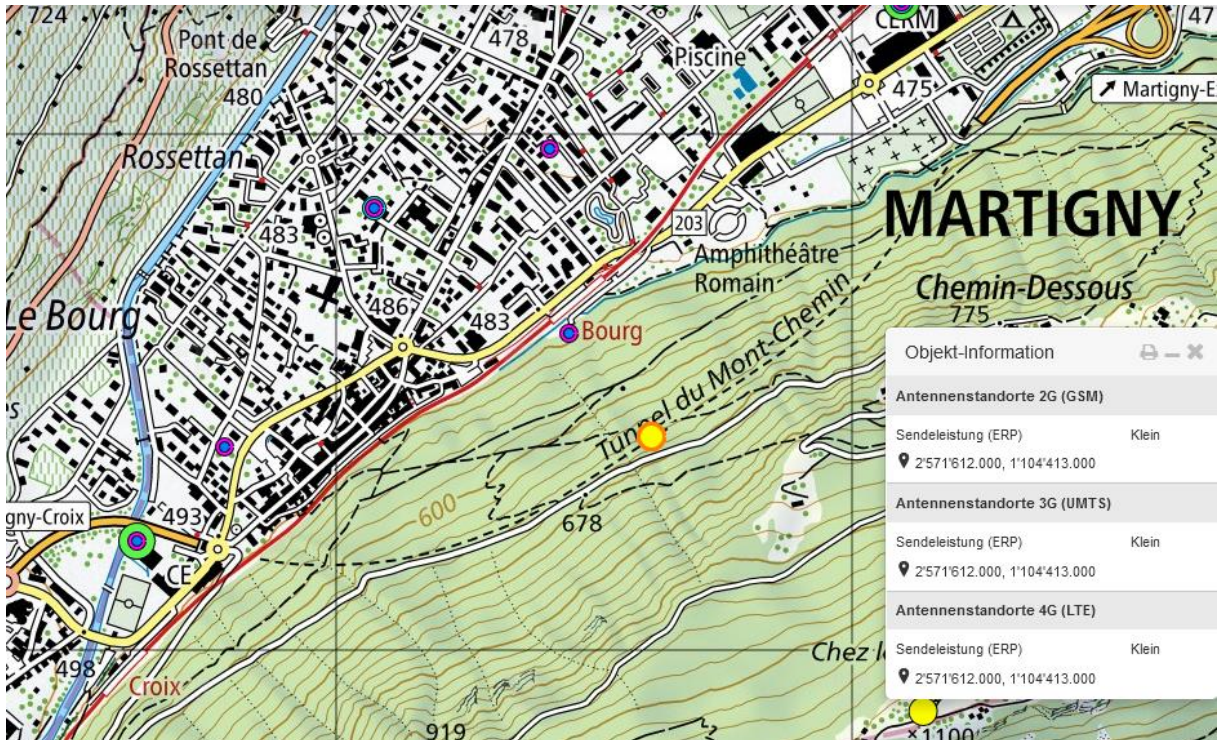 724
Pont de
Rossettan
480
478
Piscine
CERM
475
47
Martigny-E
Rossettan
483
203
Amphithéâtre
Romain
MARTIGNY
Chemin-Dessous
775
Le Bourg
486
483
Bourg
Tunnel du Mont-Chemin
600
678
gny-Croix
493
CE
498
Croix
919
Chez l
1100
Objekt-Information
Antennenstandorte 2G (GSM)
Sendeleistung (ERP) Klein
2'571'612.000, 1'104'413.000
Antennenstandorte 3G (UMTS)
Sendeleistung (ERP) Klein
2'571'612.000, 1'104'413.000
Antennenstandorte 4G (LTE)
Sendeleistung (ERP) Klein
2'571'612.000, 1'104'413.000